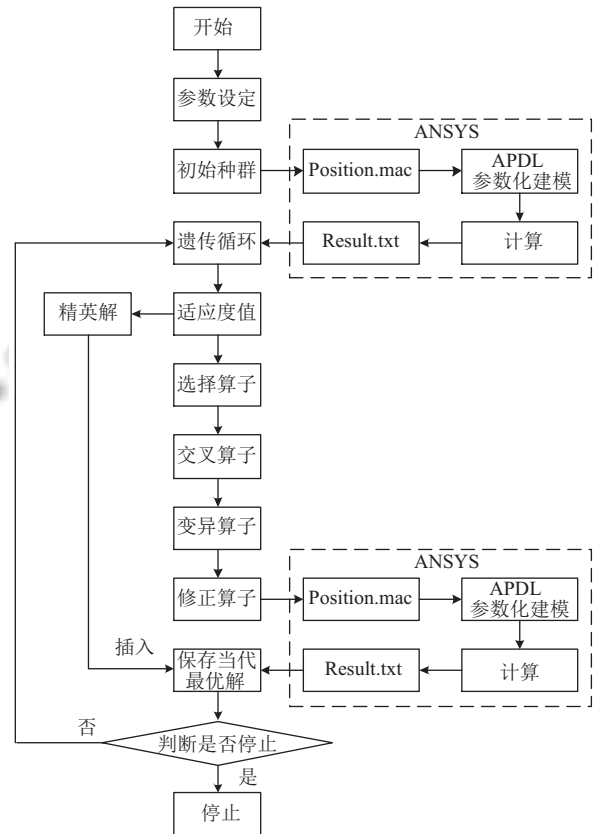 开始
参数设定
ANSYS
初始种群
Position.mac
APDL
参数化建模
遗传循环
Result.txt
计算
精英解
适应度值
选择算子
交叉算子
变异算子
ANSYS
修正算子
Position.mac
APDL
参数化建模
插入
保存当代
最优解
Result.txt
计算
否
判断是否停止
是
停止